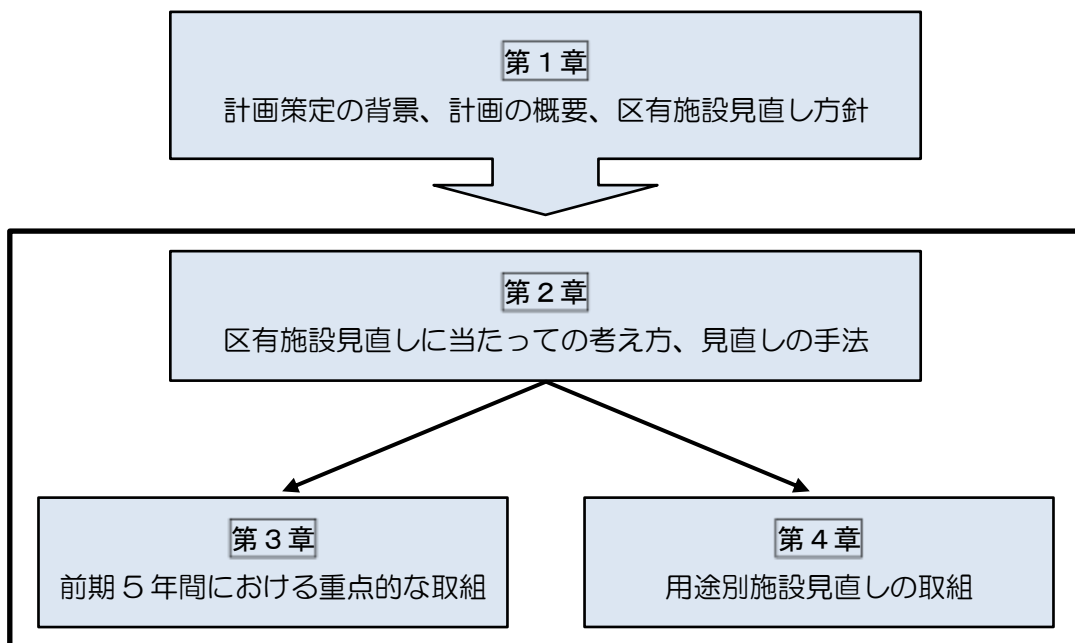 第1章
計画策定の背景、計画の概要、区有施設見直し方針
第2章
区有施設見直しに当たっての考え方、見直しの手法
第3章
前期5年間における重点的な取組
第4章
用途別施設見直しの取組